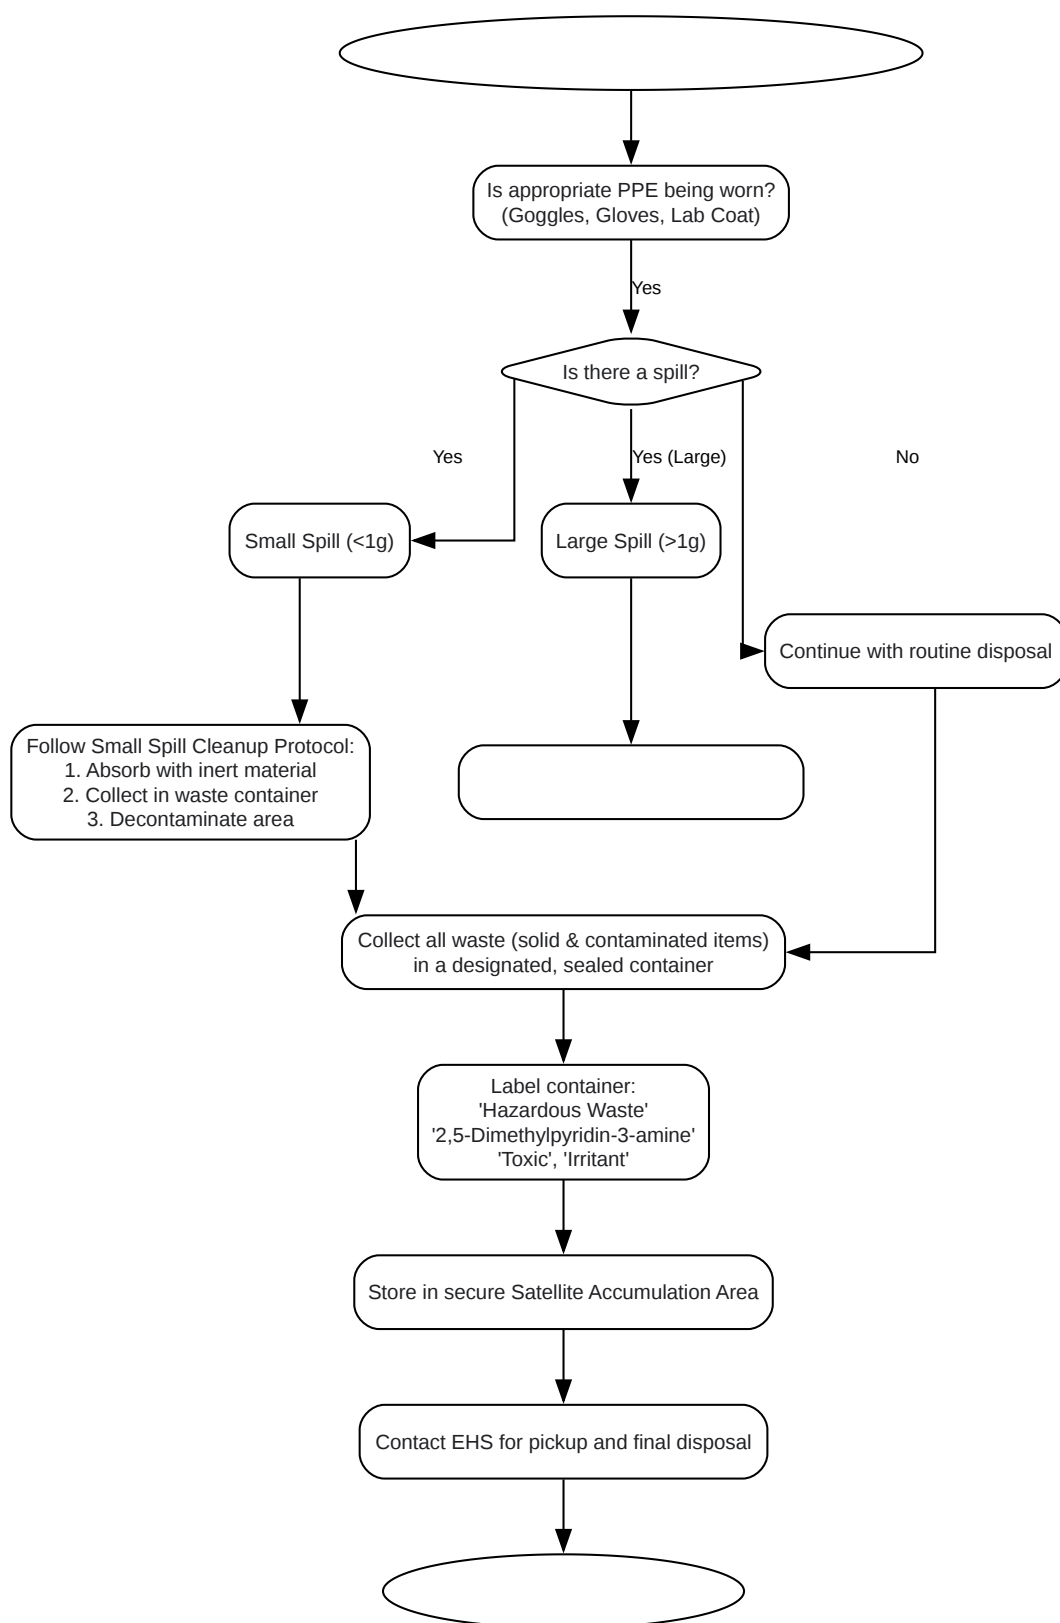 Is appropriate PPE being worn?
(Goggles, Gloves, Lab Coat)
Yes
Is there a spill?
Yes
Yes (Large)
No
Small Spill (<1g)
Large Spill (>1g)
Continue with routine disposal
Follow Small Spill Cleanup Protocol:
1. Absorb with inert material
2. Collect in waste container
3. Decontaminate area
Collect all waste (solid & contaminated items)
in a designated, sealed container
Label container:
'Hazardous Waste'
'2,5-Dimethylpyridin-3-amine'
'Toxic', 'Irritant'
Store in secure Satellite Accumulation Area
Contact EHS for pickup and final disposal